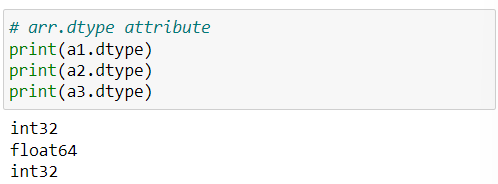 # arr.dtype attribute
print(a1.dtype)
print(a2.dtype)
print(a3.dtype)
int32
float64
int32